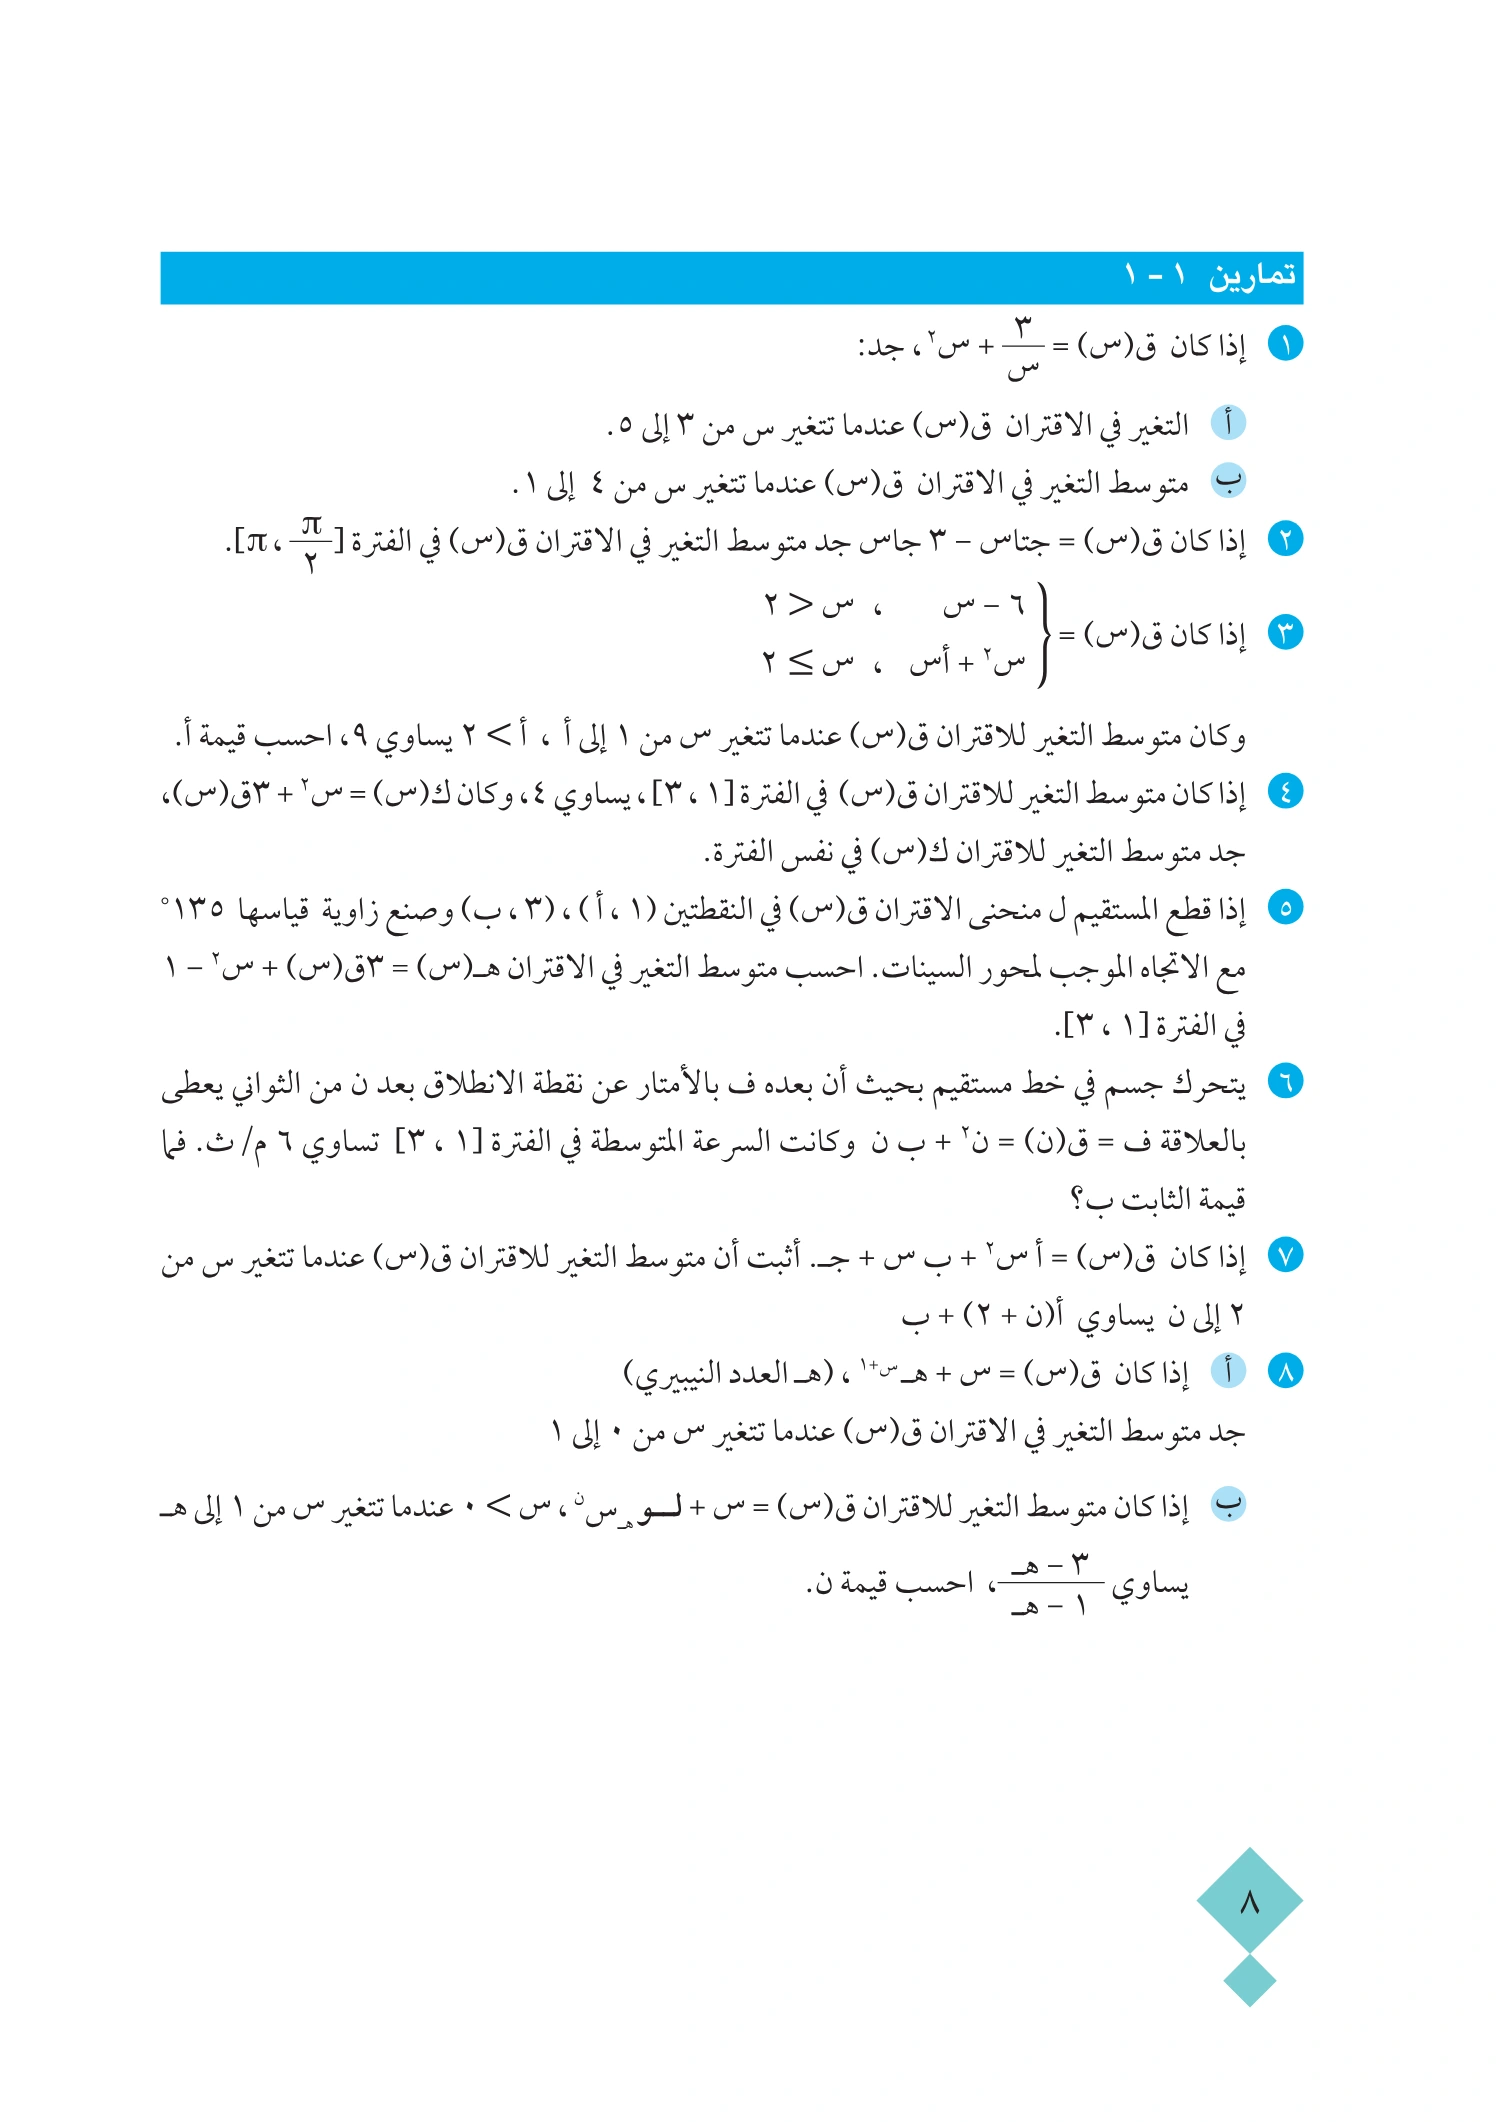 تمارين ١ - ١
١ إذا كان ق(س) = ٣/س + س٢، جد:
أ التغير في الاقتران ق(س) عندما تتغير س من ٣ إلى ٥.
ب متوسط التغير في الاقتران ق(س) عندما تتغير س من ٤ إلى ١.
٢ إذا كان ق(س) = جتاس – ٣ جاس جد متوسط التغير في الاقتران ق(س) في الفترة [π/٢ ، π].
٣ إذا كان ق(س) = {
٦ – س ، س < ٢
س٢ + أس ، س ≥ ٢
وكان متوسط التغير للاقتران ق(س) عندما تتغير س من ١ إلى أ ، أ > ٢ يساوي ٩، احسب قيمة أ.
٤ إذا كان متوسط التغير للاقتران ق(س) في الفترة [١ ، ٣]، يساوي ٤، وكان ك(س) = س٢ + ٣ق(س)،
جد متوسط التغير للاقتران ك(س) في نفس الفترة.
٥ إذا قطع المستقيم ل منحنى الاقتران ق(س) في النقطتين (١ ، أ)، (٣ ، ب) وصنع زاوية قياسها ١٣٥°
مع الاتجاه الموجب لمحور السينات. احسب متوسط التغير في الاقتران هـ(س) = ٣ق(س) + س٢ – ١
في الفترة [١ ، ٣].
٦ يتحرك جسم في خط مستقيم بحيث أن بعده ف بالأمتار عن نقطة الانطلاق بعد ن من الثواني يعطى
بالعلاقة ف = ق(ن) = ن٢ + ب ن وكانت السرعة المتوسطة في الفترة [١ ، ٣] تساوي ٦ م/ ث. فما
قيمة الثابت ب؟
٧ إذا كان ق(س) = أ س٢ + ب س + جـ. أثبت أن متوسط التغير للاقتران ق(س) عندما تتغير س من
٢ إلى ن يساوي أ(ن + ٢) + ب
٨ أ إذا كان ق(س) = س + هـس+١ ، (هـ العدد النيبيري)
جد متوسط التغير في الاقتران ق(س) عندما تتغير س من ٠ إلى ١
ب إذا كان متوسط التغير للاقتران ق(س) = س + لــوهـ سن، س > ٠ عندما تتغير س من ١ إلى هـ
يساوي ٣ – هـ/١ – هـ، احسب قيمة ن.
٨